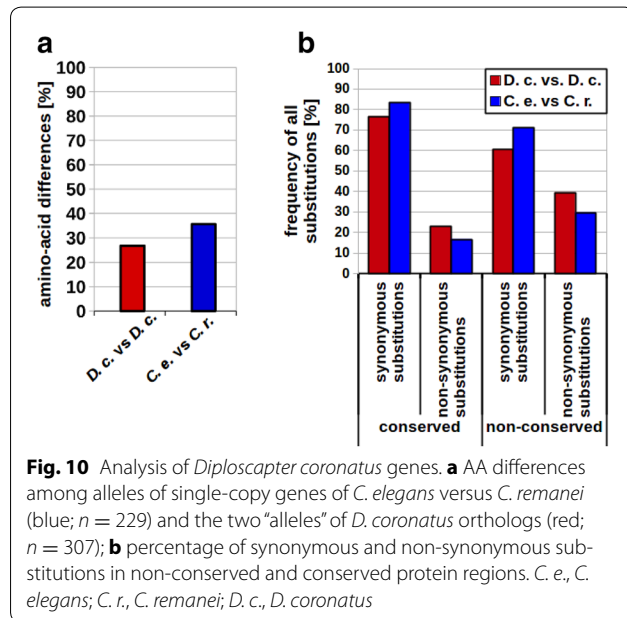 a
100
90
80
70
60
50
40
30
20
10
0
amino-acid differences [%]
D. c. vs D. c.
C. e. vs C. r.
b
100
90
80
70
60
50
40
30
20
10
0
frequency of all
substitutions [%]
D. c. vs. D. c.
C. e. vs C. r.
synonymous
substitutions
non-synonymous
substitutions
synonymous
substitutions
non-synonymous
substitutions
conserved
non-conserved
Fig. 10 Analysis of Diploscapter coronatus genes. a AA differences
among alleles of single-copy genes of C. elegans versus C. remanei
(blue; n = 229) and the two “alleles” of D. coronatus orthologs (red;
n = 307); b percentage of synonymous and non-synonymous sub-
stitutions in non-conserved and conserved protein regions. C. e., C.
elegans; C. r., C. remanei; D. c., D. coronatus